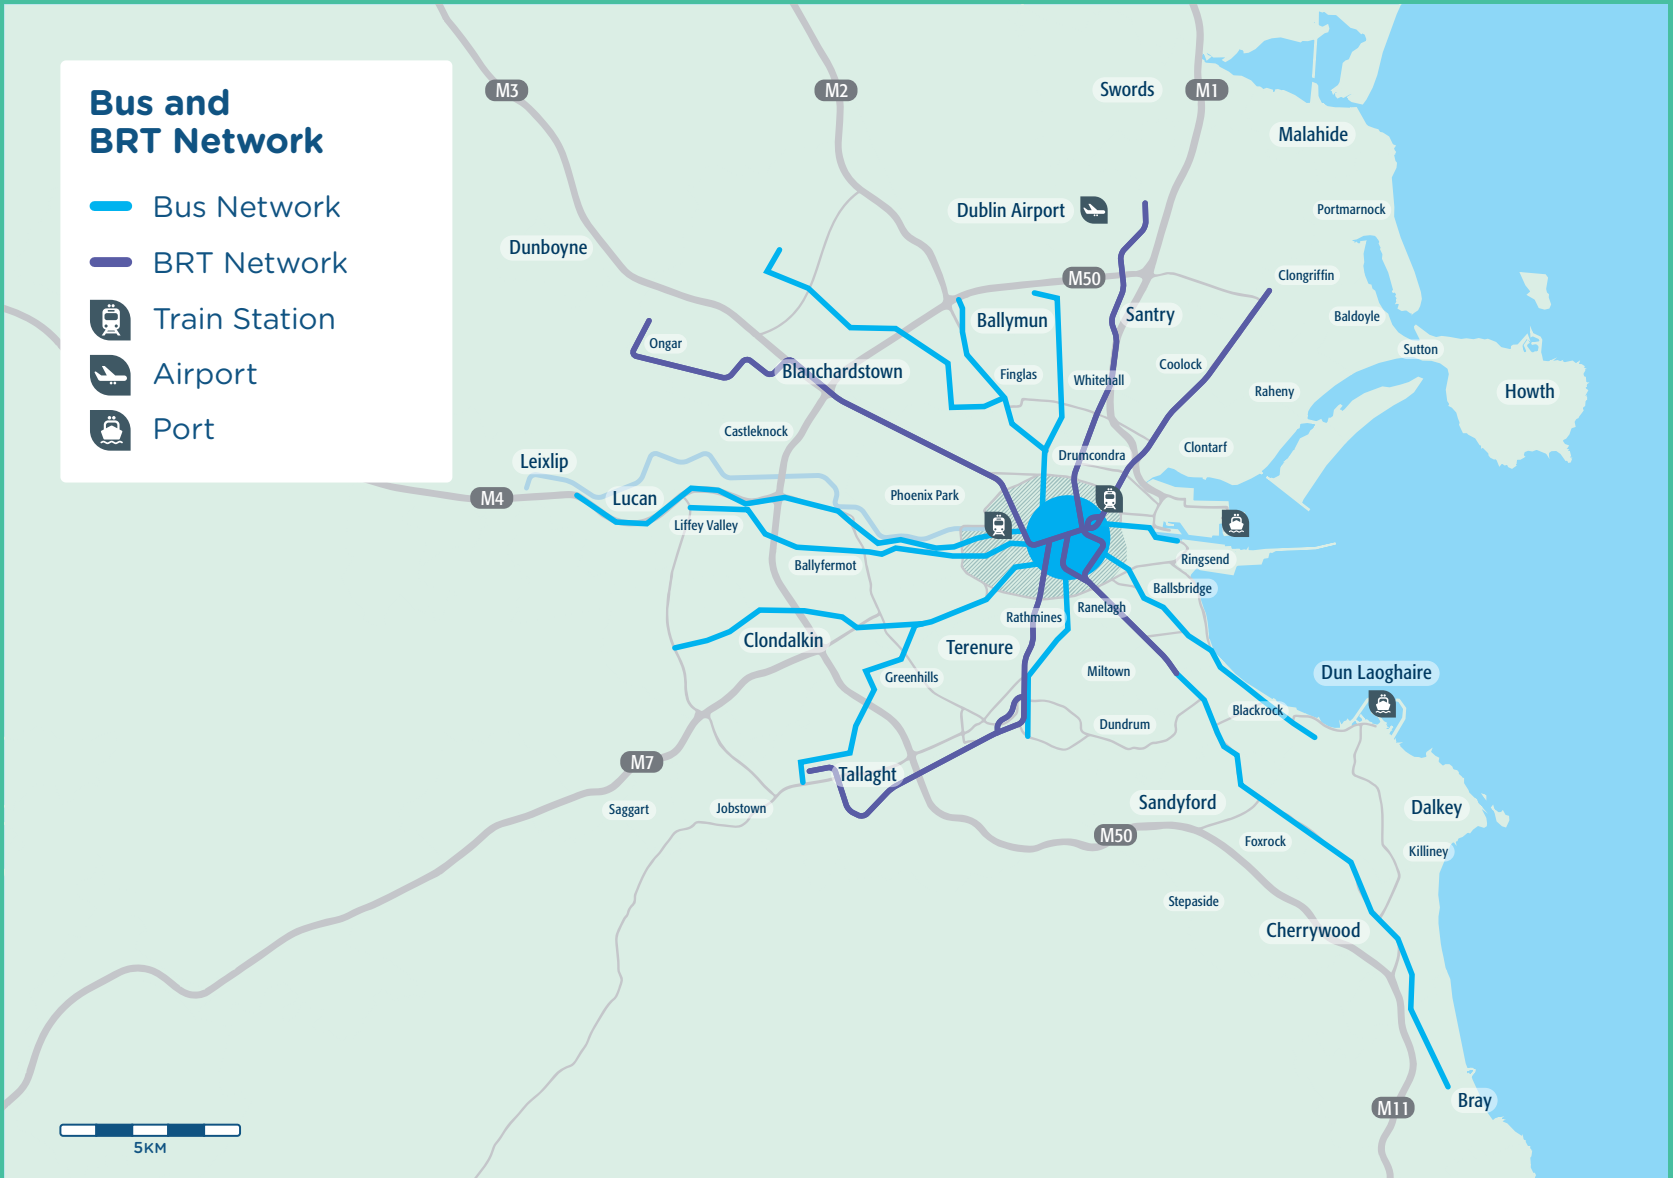 Bus and
BRT Network
Bus Network
BRT Network
Train Station
Airport
Port
M3
M2
Swords
M1
Malahide
Dublin Airport
Portmarnock
Dunboyne
M50
Clongriffin
Ballymun
Santry
Baldoyle
Ongar
Sutton
Blanchardstown
Finglas
Whitehall
Coolock
Raheny
Howth
Castleknock
Drumcondra
Clontarf
Leixlip
M4
Lucan
Phoenix Park
Liffey Valley
Ballyfermot
Ringsend
Ballsbridge
Rathmines
Ranelagh
Clondalkin
Terenure
Greenhills
Miltown
Dun Laoghaire
Blackrock
Dundrum
M7
Tallaght
Saggart
Jobstown
Sandyford
Dalkey
M50
Foxrock
Killiney
Stepaside
Cherrywood
M11
Bray
5KM